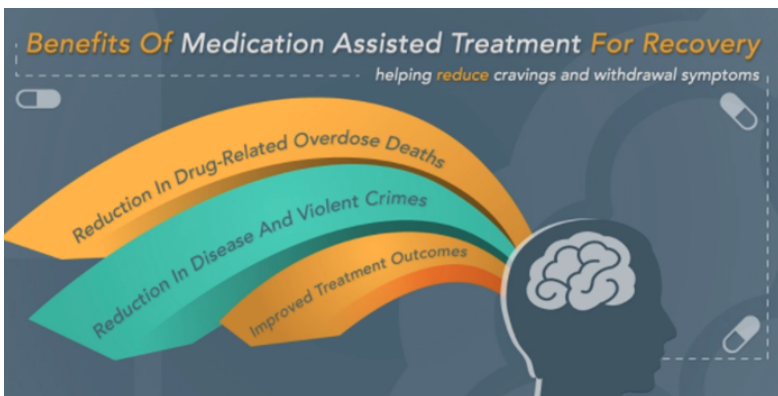 Benefits Of Medication Assisted Treatment For Recovery
helping reduce cravings and withdrawal symptoms
Reduction In Drug-Related Overdose Deaths
Reduction In Disease And Violent Crimes
Improved Treatment Outcomes